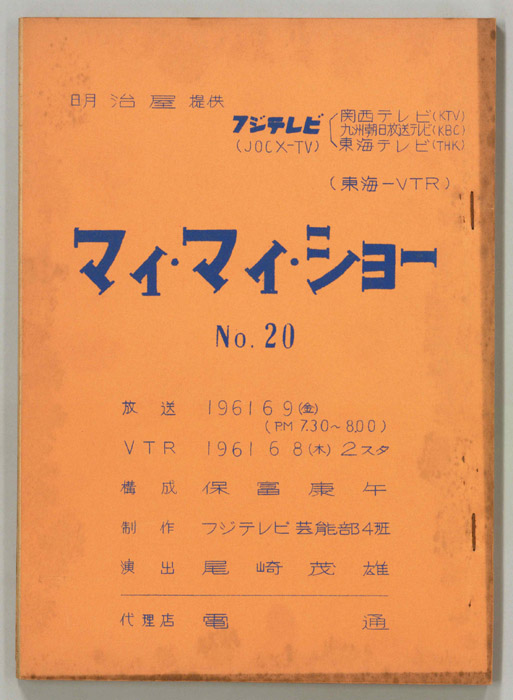 明治屋 提供
フジテレビ
(JOCX-TV)
関西テレビ(KTV)
九州朝日放送テレビ(KBC)
東海テレビ(THK)
(東海-VTR)
マイ・マイ・ショー
No. 20
放送 1961 6 9 (金)
(PM 7.30～8.00)
VTR 1961 6 8 (木) 2スタ
構成 保富康午
制作 フジテレビ芸能部4班
演出 尾崎茂雄
代理店 電通